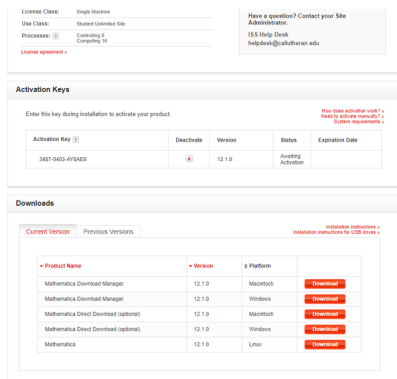 License Class: Single Machine
Use Class: Student Unlimited Site
Processes: Controlling 8
Computing 16
License agreement »
Have a question? Contact your Site
Administrator.
ISS Help Desk
helpdesk@callutheran.edu
Activation Keys
Enter this key during installation to activate your product
How does activation work? »
Need to activate manually? »
System requirements »
Activation Key Deactivate Version Status Expiration Date
3487-0403-AY8AE8 12.1.0 Awaiting
Activation
Downloads
Current Version Previous Versions
Installation instructions »
Installation instructions for USB drives »
Product Name Version Platform
Mathematica Download Manager 12.1.0 Macintosh Download
Mathematica Download Manager 12.1.0 Windows Download
Mathematica Direct Download (optional) 12.1.0 Macintosh Download
Mathematica Direct Download (optional) 12.1.0 Windows Download
Mathematica 12.1.0 Linux Download